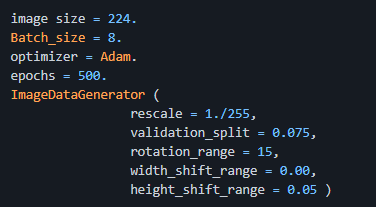 image size = 224.
Batch_size = 8.
optimizer = Adam.
epochs = 500.
ImageDataGenerator (
rescale = 1./255,
validation_split = 0.075,
rotation_range = 15,
width_shift_range = 0.00,
height_shift_range = 0.05 )